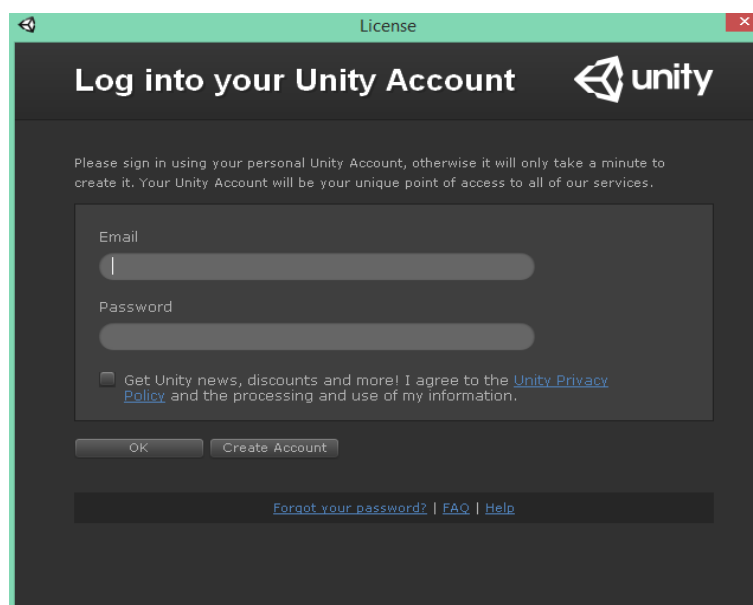 License
Log into your Unity Account
unity
Please sign in using your personal Unity Account, otherwise it will only take a minute to
create it. Your Unity Account will be your unique point of access to all of our services.
Email
Password
Get Unity news, discounts and more! I agree to the Unity Privacy
Policy and the processing and use of my information.
OK Create Account
Forgot your password? | FAQ | Help